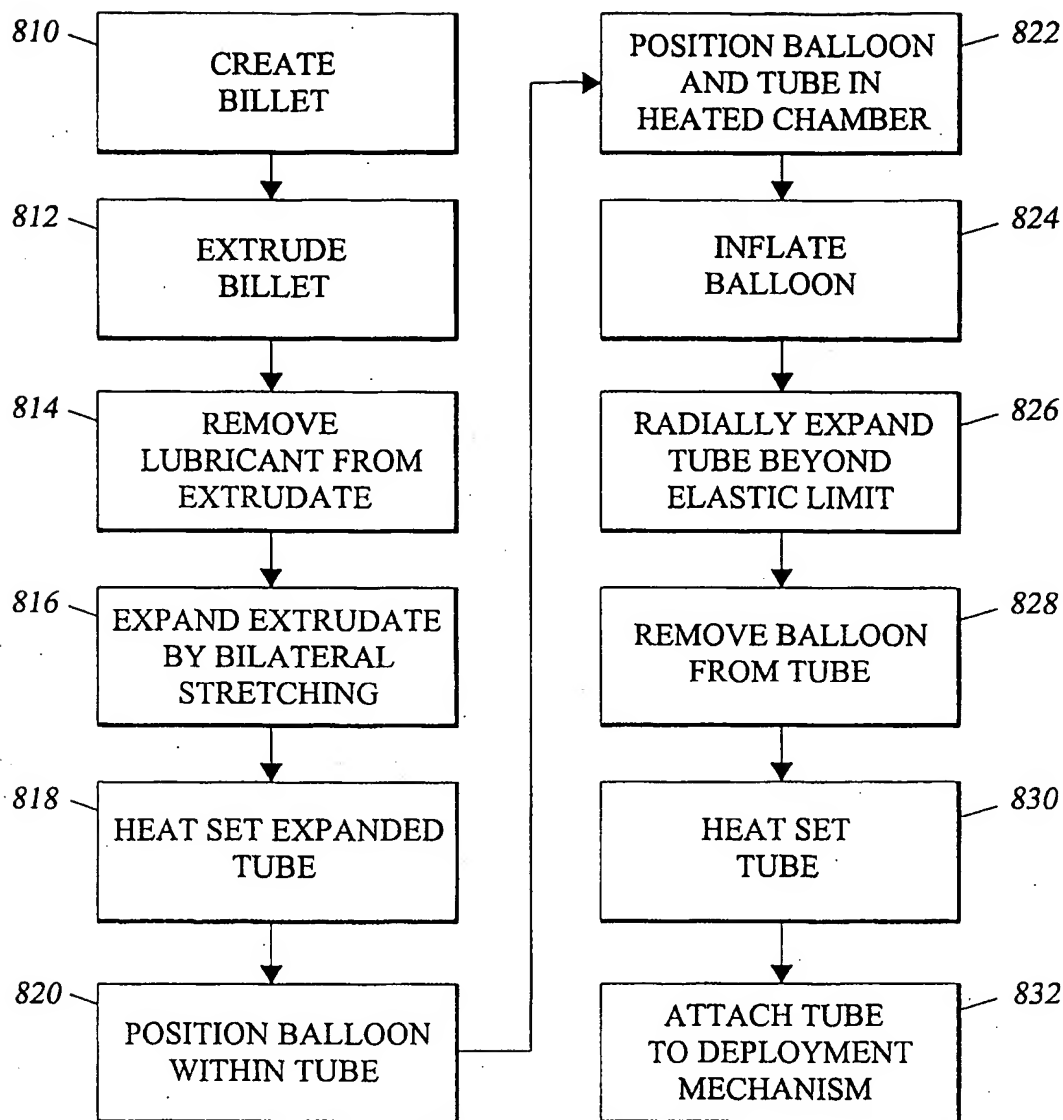 810
CREATE
BILLET
812
EXTRUDE
BILLET
814
REMOVE
LUBRICANT FROM
EXTRUDATE
816
EXPAND EXTRUDATE
BY BILATERAL
STRETCHING
818
HEAT SET EXPANDED
TUBE
820
POSITION BALLOON
WITHIN TUBE
822
POSITION BALLOON
AND TUBE IN
HEATED CHAMBER
824
INFLATE
BALLOON
826
RADIALLY EXPAND
TUBE BEYOND
ELASTIC LIMIT
828
REMOVE BALLOON
FROM TUBE
830
HEAT SET
TUBE
832
ATTACH TUBE
TO DEPLOYMENT
MECHANISM